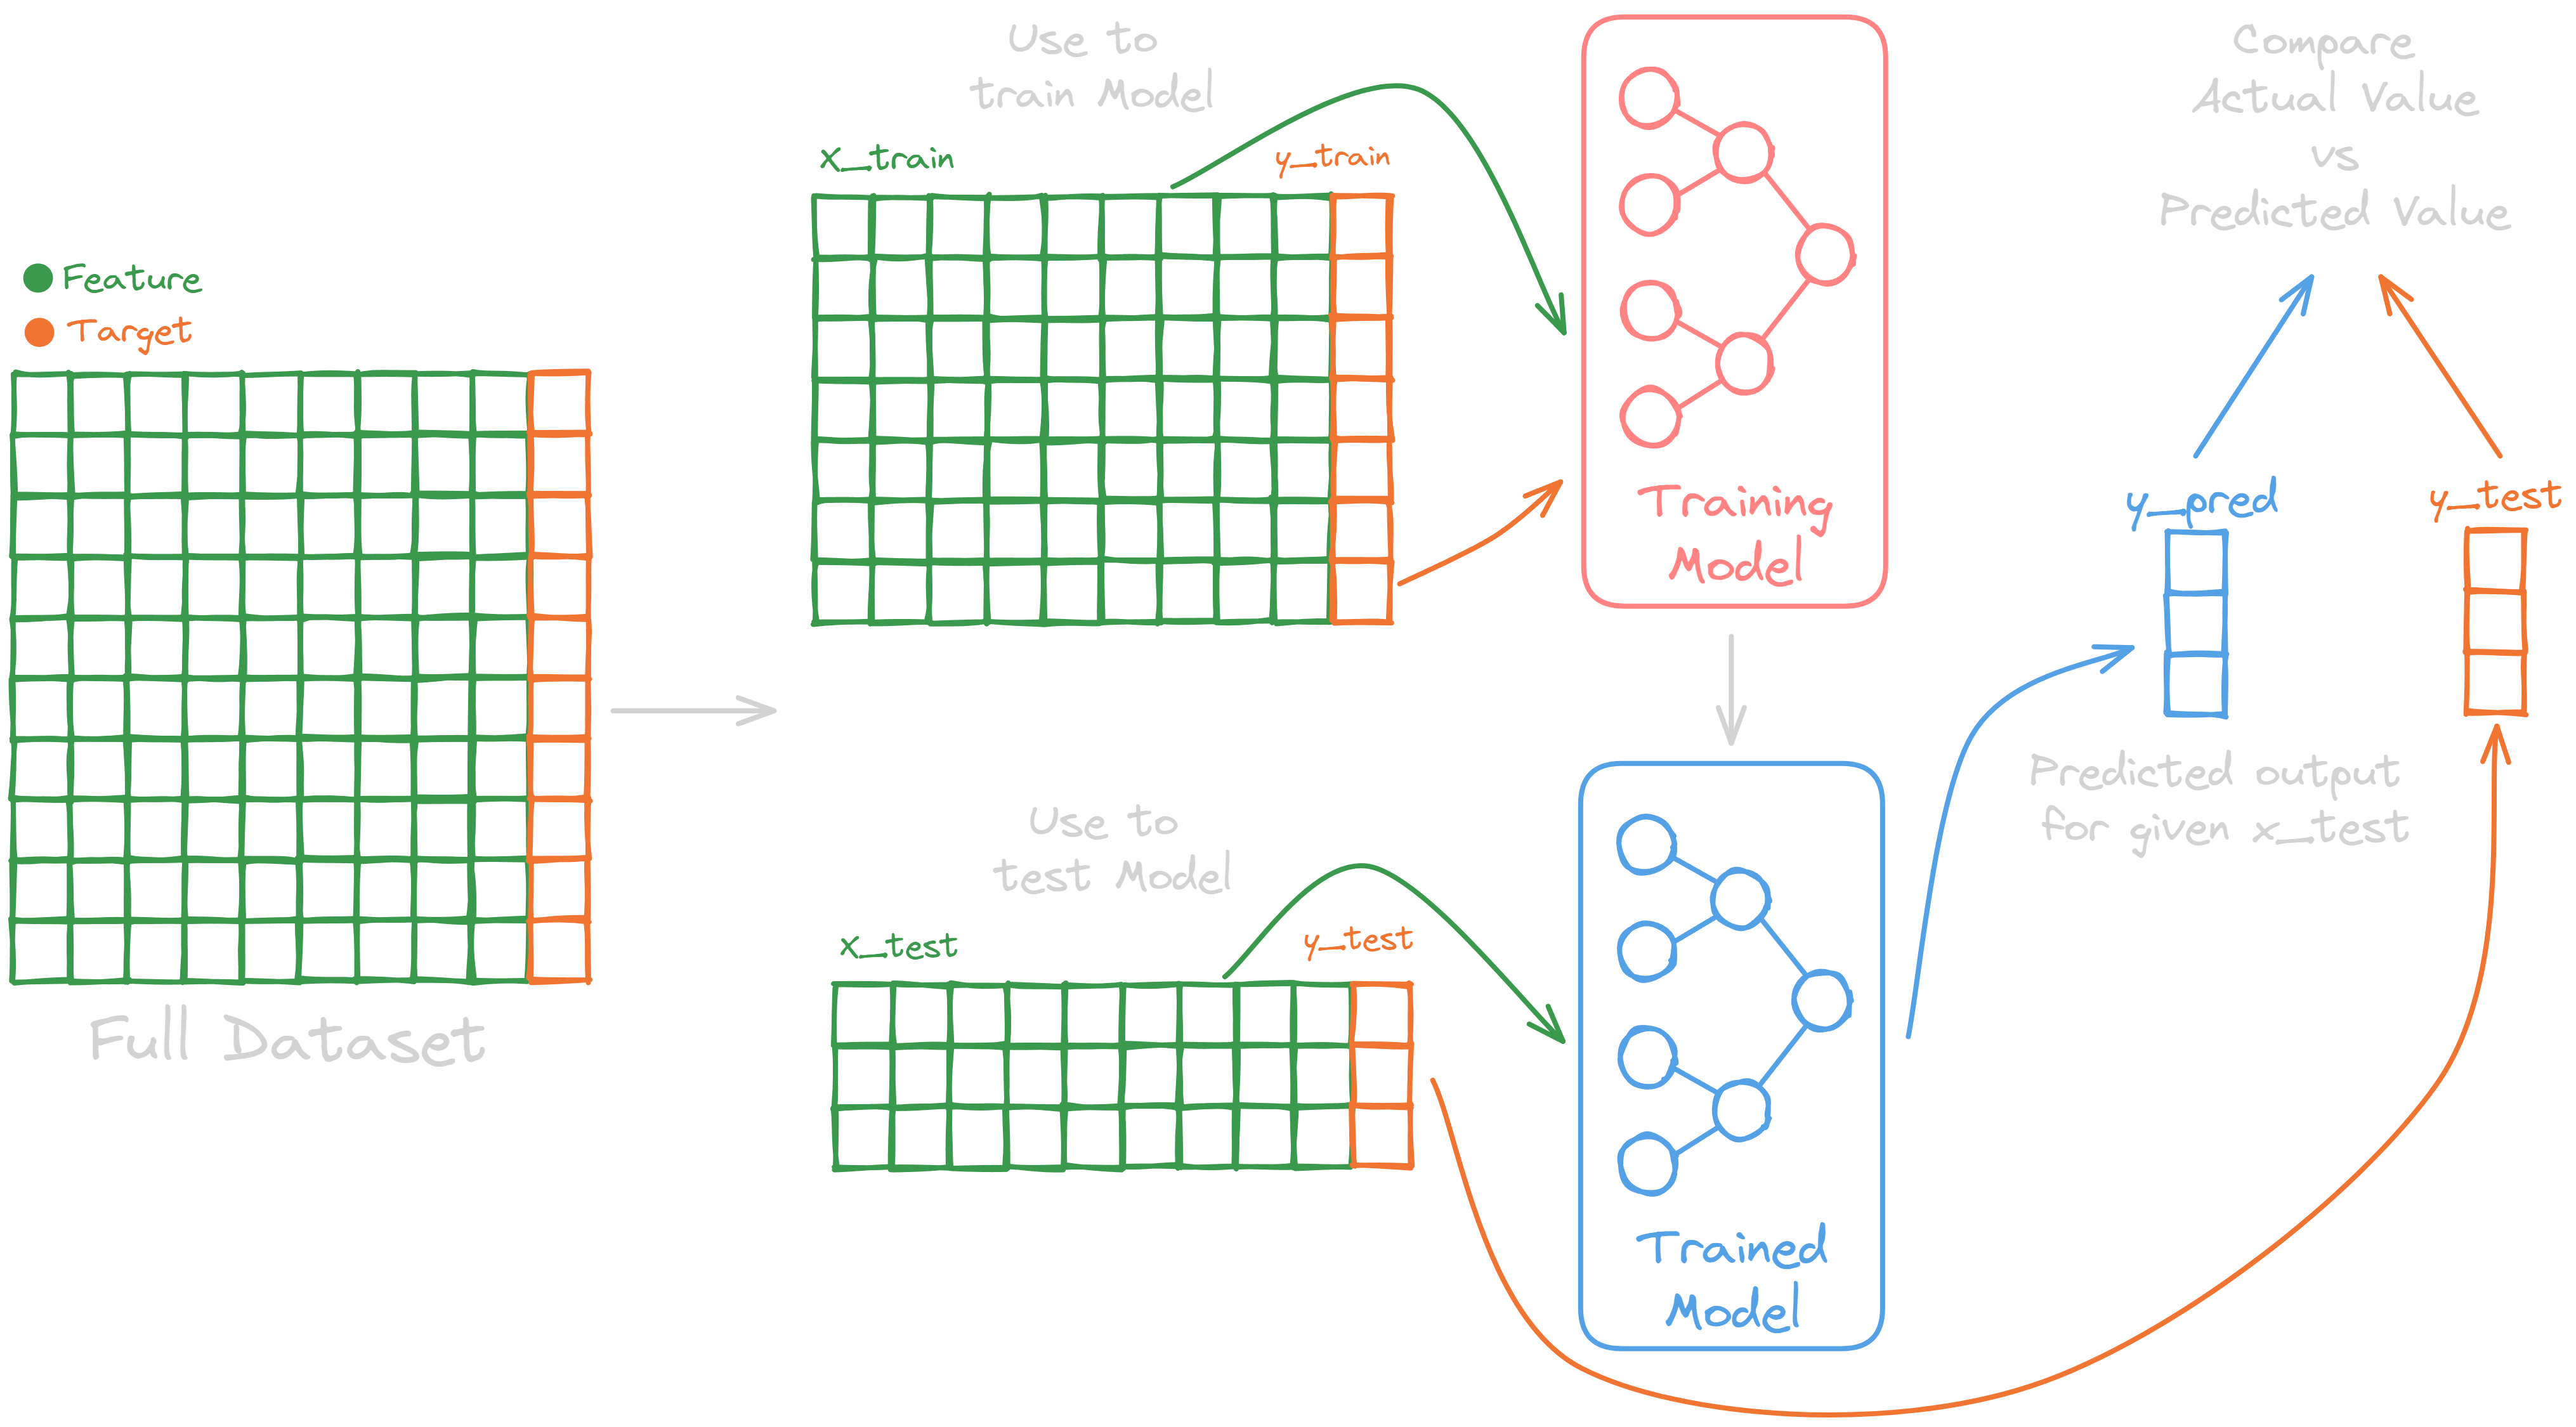 Feature
Target
Full Dataset
Use to
train Model
x_train
y_train
Use to
test Model
x_test
y_test
Training
Model
Trained
Model
Compare
Actual Value
vs
Predicted Value
y_pred
y_test
Predicted output
for given x_test